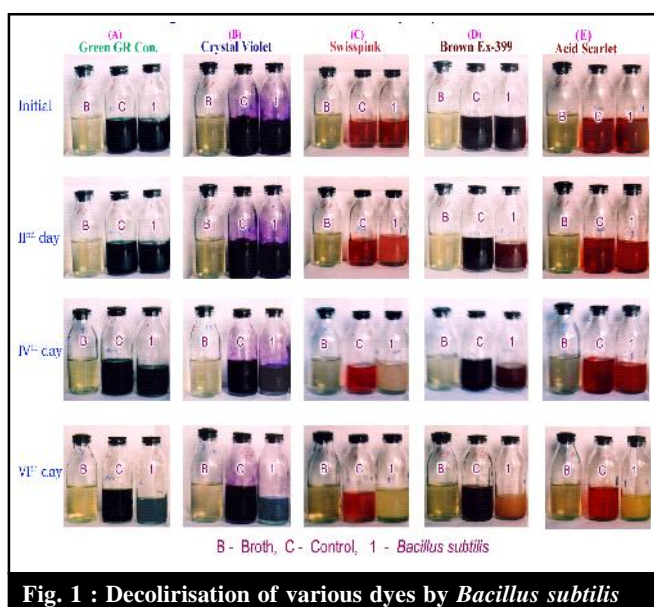 (A) (B) (C) (D) (E)
Green GR Con. Crystal Violet Swisspink Brown Ex-399 Acid Scarlet
Initial B C 1 B C 1 B C 1 B C 1 B C 1
IInd day B C 1 B C 1 B C 1 B C 1 B C 1
IVth day B C 1 B C 1 B C 1 B C 1 B C 1
VIth day B C 1 B C 1 B C 1 B C 1 B C 1
B - Broth, C - Control, 1 - Bacillus subtilis
Fig. 1 : Decolirisation of various dyes by Bacillus subtilis